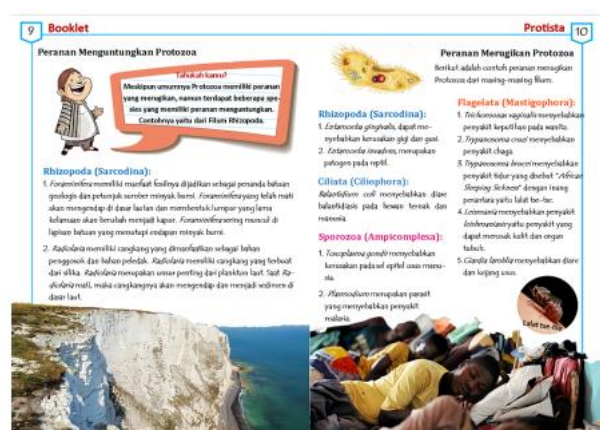 9 Booklet
Peranan Menguntungkan Protozoa
Tahukah kamu?
Meskipun umumnya Protozoa memiliki peranan
yang merugikan, namun terdapat beberapa spe-
sies yang memiliki peranan menguntungkan.
Contohnya yaitu dari Filum Rhizopoda.
Rhizopoda (Sarcodina):
1. Foraminifera memiliki manfaat fosilnya dijadikan sebagai penanda batuan
geologis dan petunjuk sumber minyak bumi. Foraminifera yang telah mati
akan mengendap di dasar lautan dan membentuk lumpur yang lama
kelamaan akan berubah menjadi kapur. Foraminifera sering muncul di
lapisan batuan yang menutupi endapan minyak bumi.
2. Radiolaria memiliki cangkang yang dimanfaatkan sebagai bahan
penggosok dan bahan peledak. Radiolaria memiliki cangkang yang terbuat
dari silika. Radiolaria merupakan unsur penting dari plankton laut. Saat Ra-
diolaria mati, maka cangkangnya akan mengendap dan menjadi sedimen di
dasar laut.
Protista 10
Peranan Merugikan Protozoa
Berikut adalah contoh peranan merugikan
Protozoa dari masing-masing filum.
Rhizopoda (Sarcodina):
1. Entamoeba gingivalis, dapat me-
nyebabkan kerusakan gigi dan gusi.
2. Entamoeba invadens, merupakan
patogen pada reptil.
Ciliata (Ciliophora):
Balantidium coli menyebabkan diare
balantidiasis pada hewan ternak dan
manusia.
Sporozoa (Ampicomplexa):
1. Toxoplasma gondii menyebabkan
kerusakan pada sel epitel usus manu-
sia.
2. Plasmodium merupakan parasit
yang menyebabkan penyakit
malaria.
Flagelata (Mastigophora):
1. Trichomonas vaginalis menyebabkan
penyakit keputihan pada wanita.
2. Trypanosoma cruzi menyebabkan
penyakit chaga.
3. Trypanosoma brucei menyebabkan
penyakit tidur yang disebut "African
Sleeping Sickness" dengan inang
perantara yaitu lalat tse-tse.
4. Leismania menyebabkan penyakit
leishmaniasis yaitu penyakit yang
dapat merusak kulit dan organ
tubuh.
5. Giardia lamblia menyebabkan diare
dan kejang usus.
Lalat tse-tse